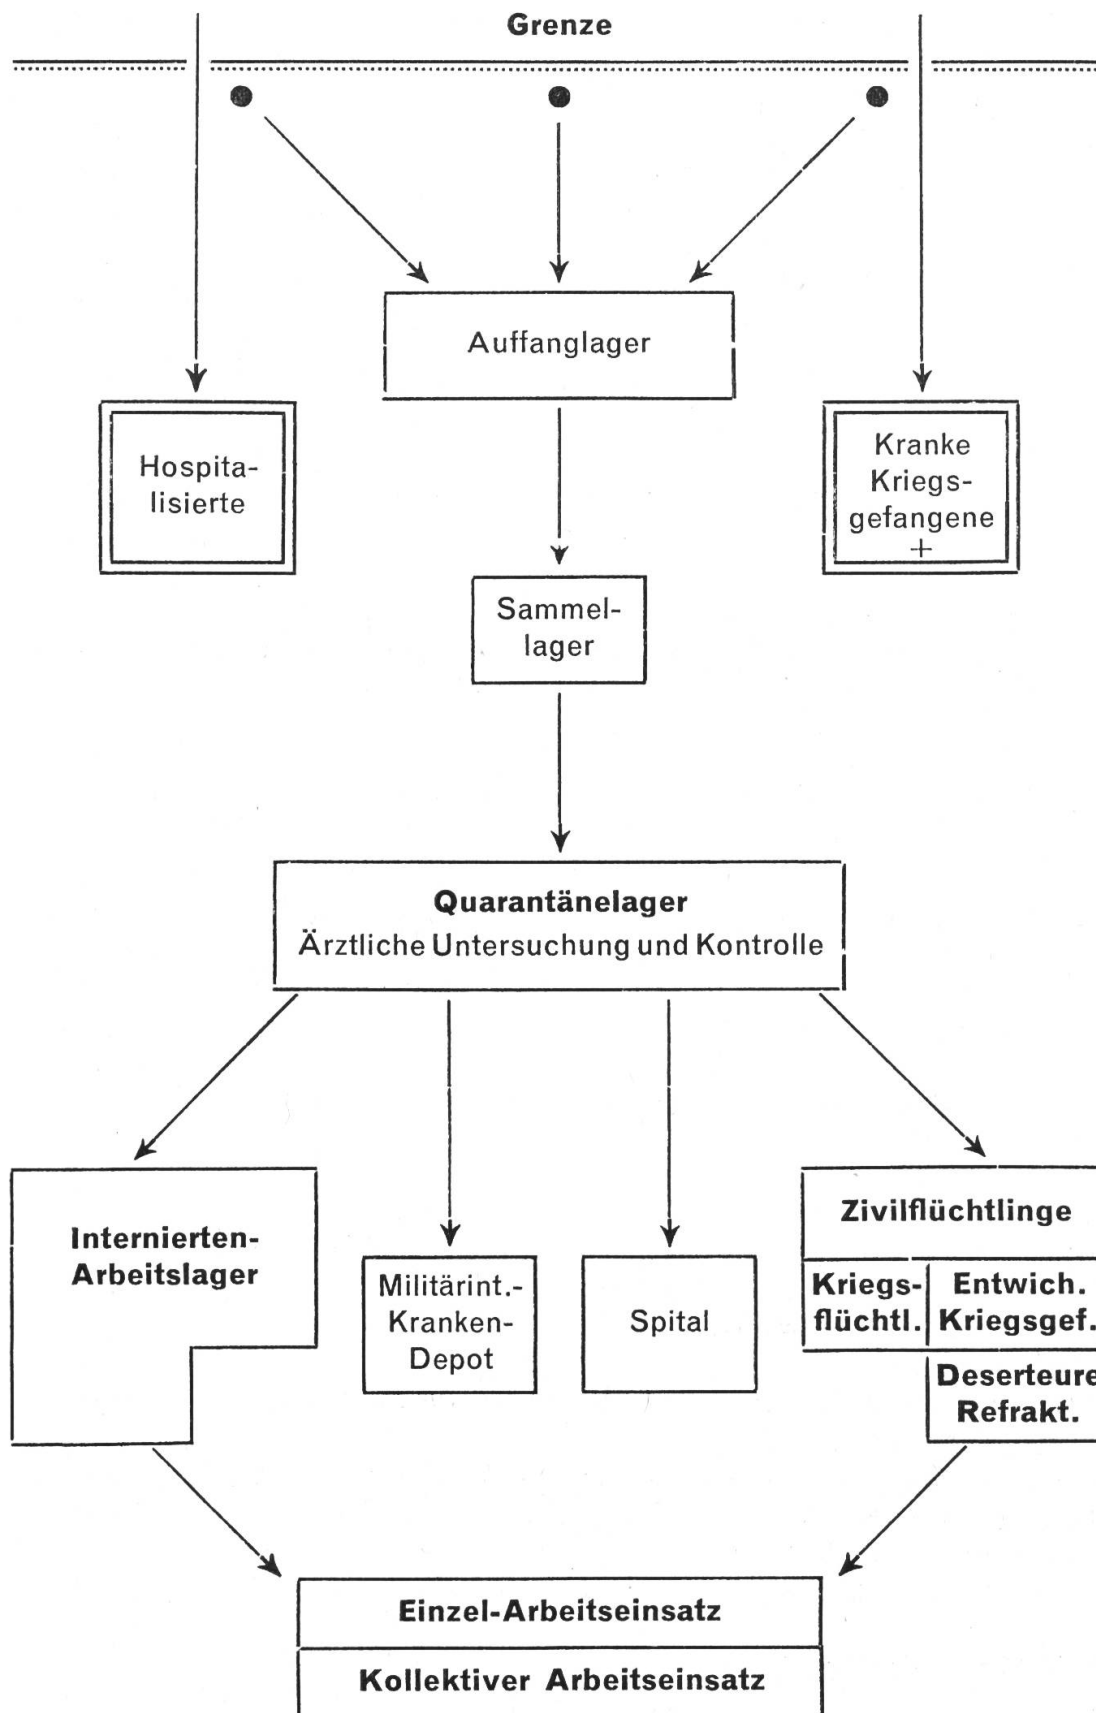 Grenze
Auffanglager
Hospita-
lisierte
Kranke
Kriegs-
gefangene
+
Sammel-
lager
Quarantänelager
Ärztliche Untersuchung und Kontrolle
Internierten-
Arbeitslager
Militärint.-
Kranken-
Depot
Spital
Zivilflüchtlinge
Kriegs-
flüchtl.
Entwich.
Kriegsgef.
Deserteure
Refrakt.
Einzel-Arbeitseinsatz
Kollektiver Arbeitseinsatz